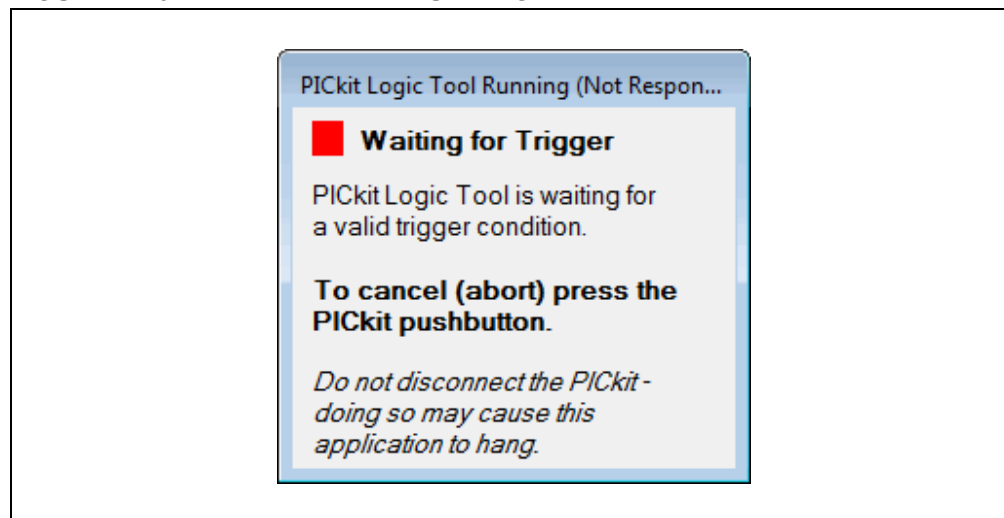 PICkit Logic Tool Running (Not Respon...
Waiting for Trigger
PICkit Logic Tool is waiting for
a valid trigger condition.
To cancel (abort) press the
PICkit pushbutton.
Do not disconnect the PICkit -
doing so may cause this
application to hang.